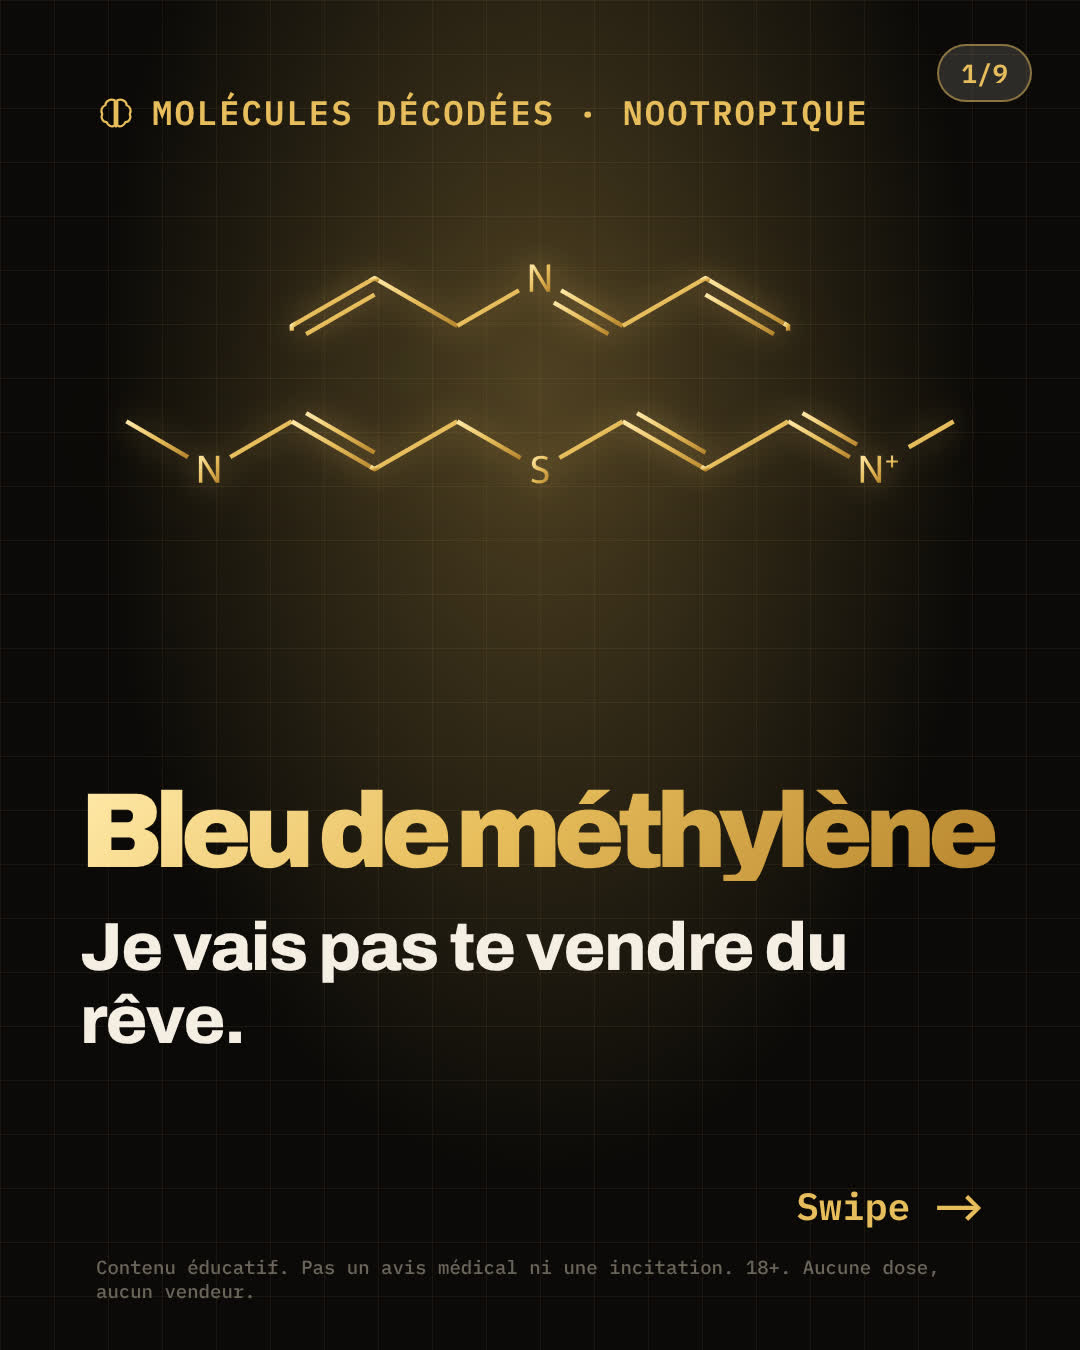 1/9
MOLÉCULES DÉCODÉES · NOOTROPIQUE
N
N
S
N+
Bleu de méthylène
Je vais pas te vendre du
rêve.
Swipe →
Contenu éducatif. Pas un avis médical ni une incitation. 18+. Aucune dose,
aucun vendeur.